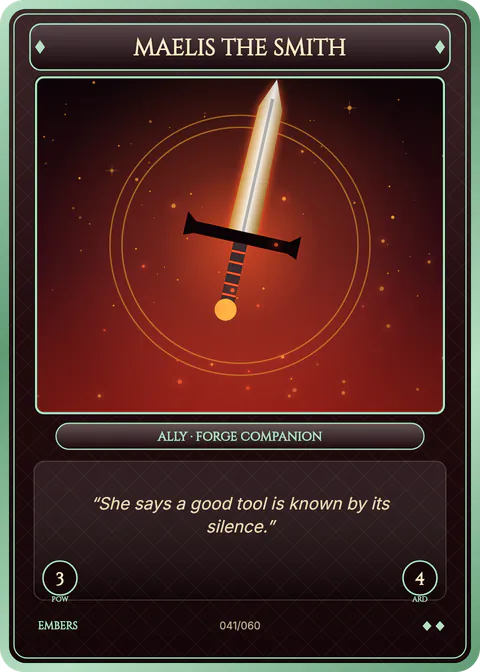 MAELIS THE SMITH
ALLY · FORGE COMPANION
“She says a good tool is known by its
silence.”
3
POW
4
ARD
EMBERS
041/060